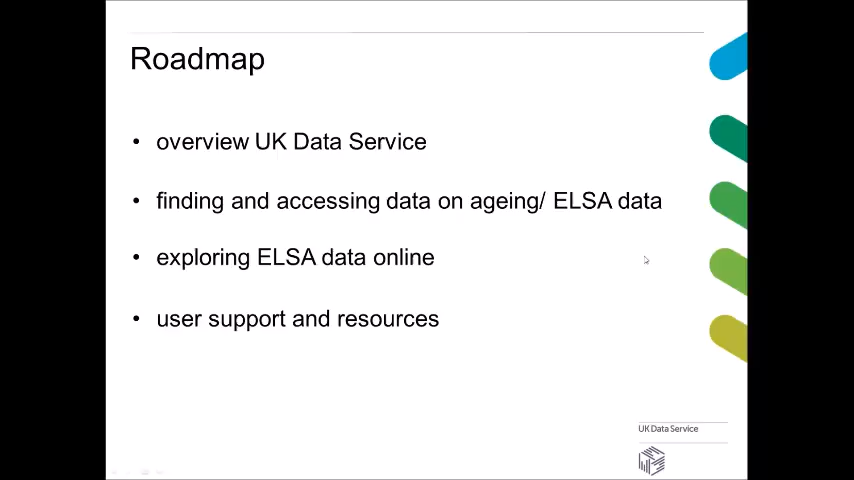 Roadmap
• overview UK Data Service
• finding and accessing data on ageing/ ELSA data
• exploring ELSA data online
• user support and resources
UK Data Service